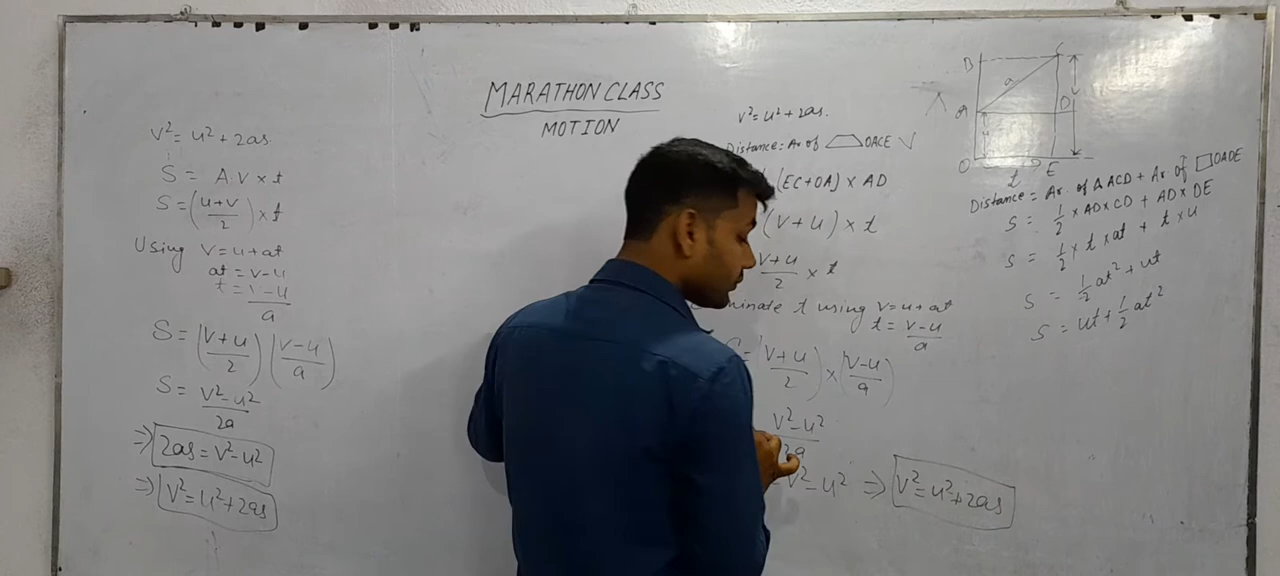 MARATHON CLASS
MOTION
V² = u² + 2as.
S = A.V × t
S = (u+v/2) × t
Using V = u + at
at = v - u
t = v - u / a
S = (V+u/2) (V-u/a)
S = V² - u² / 2a
⇒ 2as = V² - u²
⇒ V² = u² + 2as
V² = u² + 2as.
Distance = Ar of ⏢ OACE √
(EC+OA) × AD
(V+u) × t
V+u/2 × t
using V = u + at
t = V - u / a
S = (V+u/2) × (V-u/a)
V² - u² / 2a
V² - u² ⇒ V² = u² + 2as
B C
a
A D
O E
t
Distance = Ar. of Δ ACD + Ar. of □ OADE
S = 1/2 × AD × CD + AD × DE
S = 1/2 × t × at + t × u
S = 1/2 at² + ut
S = ut + 1/2 at²